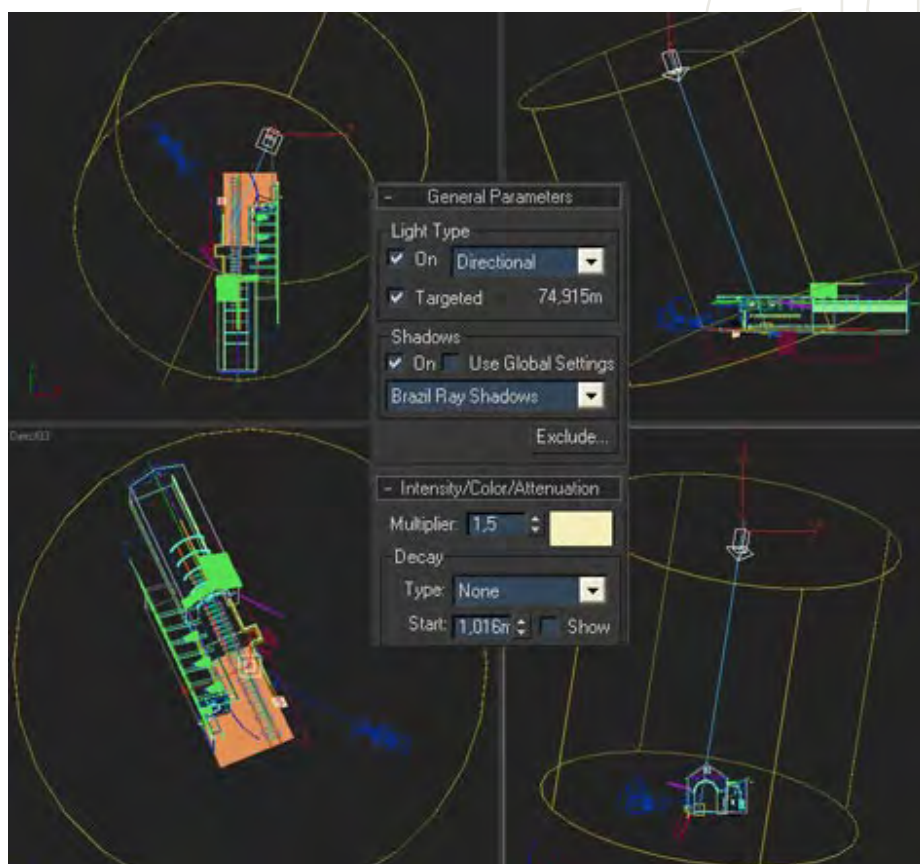 - General Parameters
Light Type
On Directional
Targeted 74,915m
Shadows
On Use Global Settings
Brazil Ray Shadows
Exclude...
- Intensity/Color/Attenuation
Multiplier: 1,5
Decay
Type: None
Start: 1,016m Show